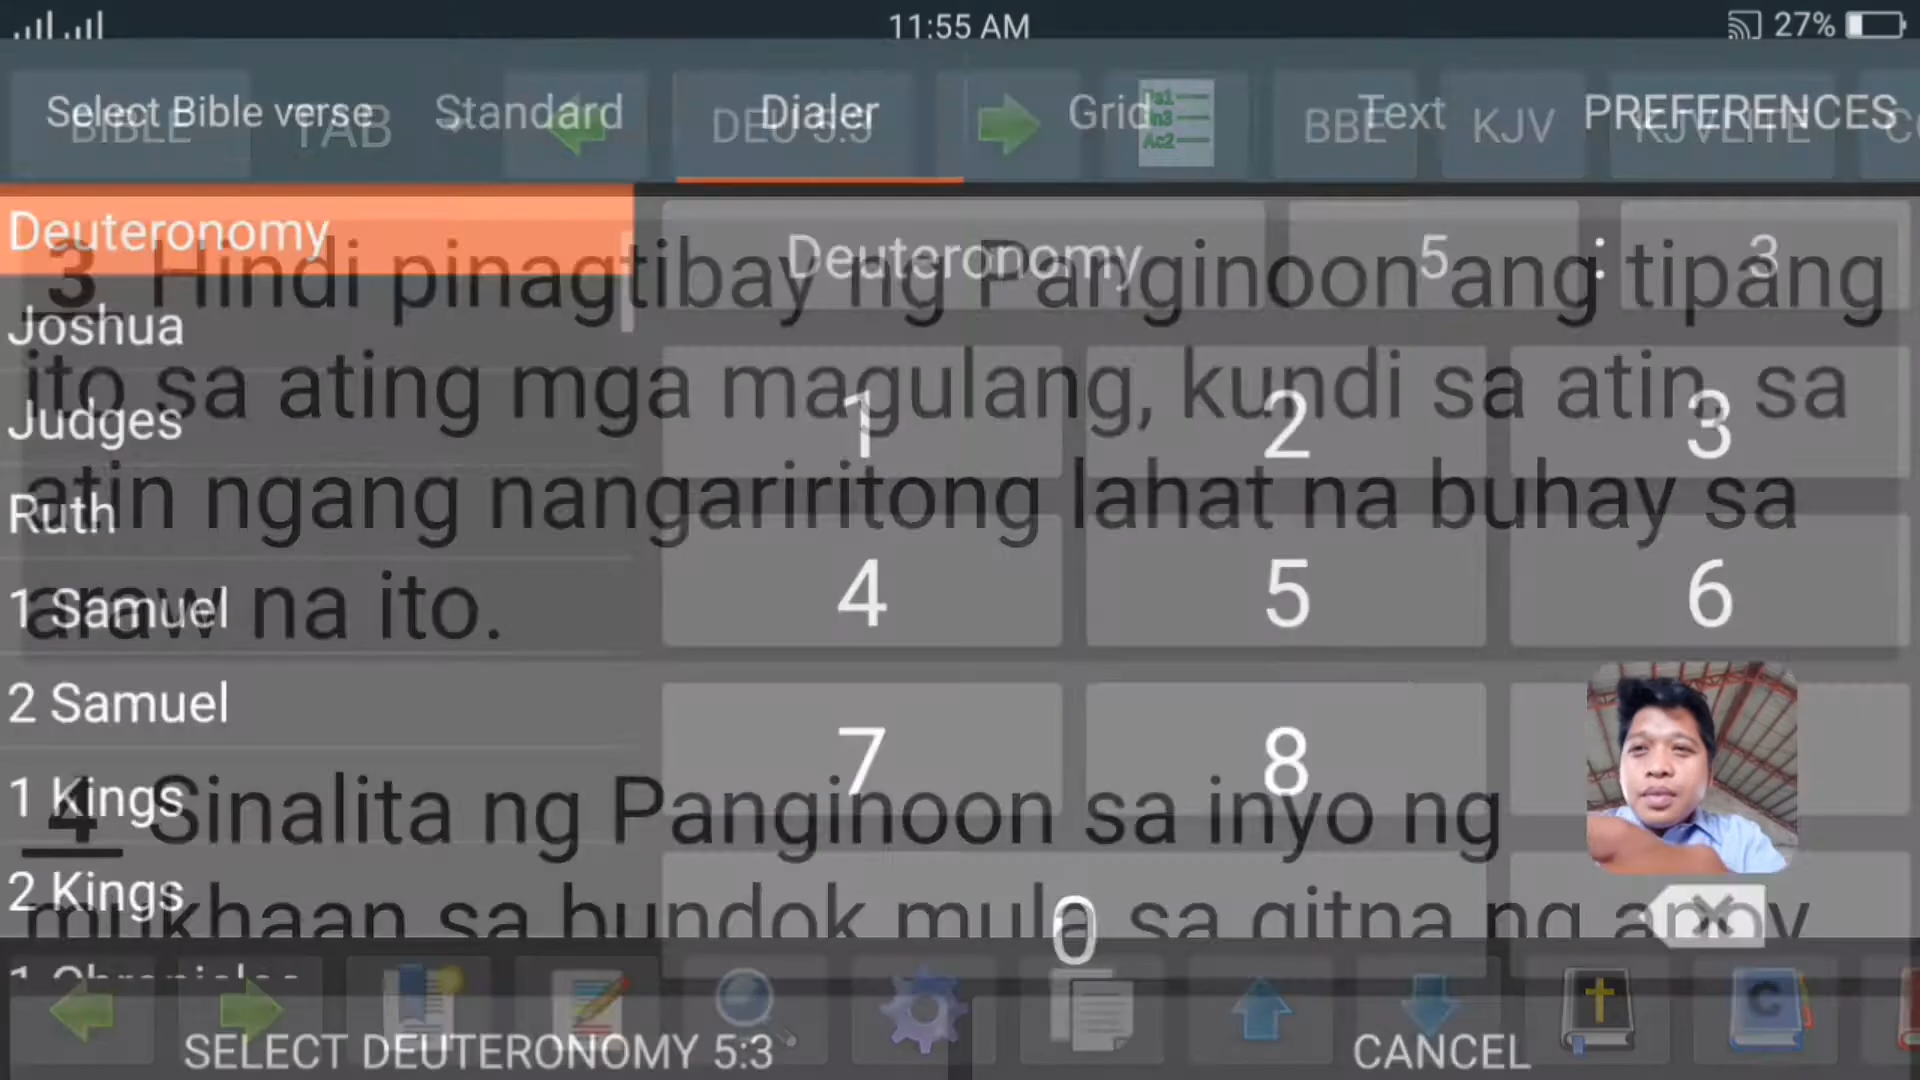 11:55 AM
27%
Select Bible verse
Standard
Dialer
Grid
Text
PREFERENCES
BIBLE
TAB
DEU 5:3
BBE
KJV
KJVLITE
Deuteronomy
Joshua
Judges
Ruth
1 Samuel
2 Samuel
1 Kings
2 Kings
1 Chronicles
Deuteronomy 5 : 3
1 2 3
4 5 6
7 8
0
3 Hindi pinagtibay ng Panginoon ang tipang
ito sa ating mga magulang, kundi sa atin, sa
atin ngang nangariritong lahat na buhay sa
araw na ito.
4 Sinalita ng Panginoon sa inyo ng
mukhaan sa bundok mula sa gitna ng apoy
SELECT DEUTERONOMY 5:3
CANCEL